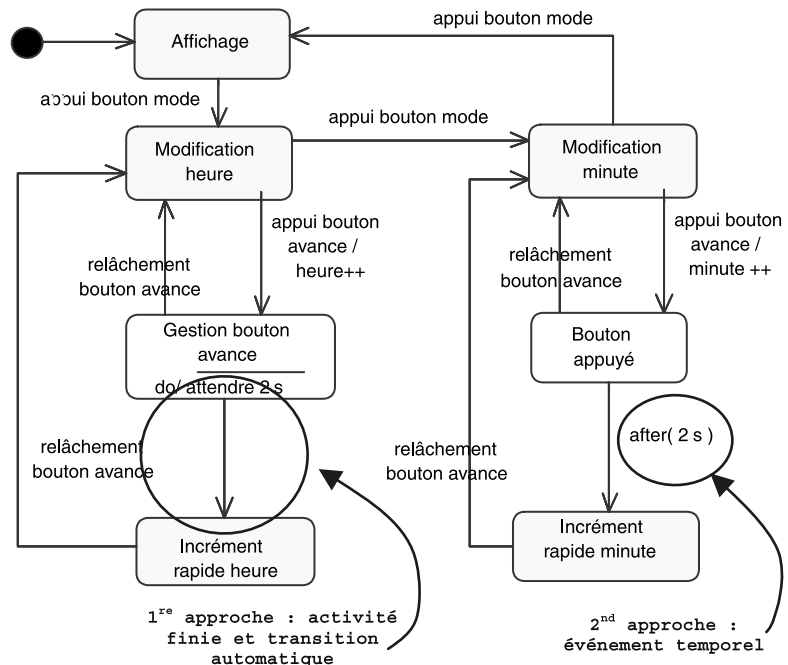 appui bouton mode
Affichage
appui bouton mode
appui bouton mode
Modification
heure
Modification
minute
appui bouton
avance /
heure++
relâchement
bouton avance
appui bouton
avance /
minute ++
relâchement
bouton avance
Gestion bouton
avance
do/ attendre 2 s
Bouton
appuyé
relâchement
bouton avance
after( 2 s )
relâchement
bouton avance
Incrément
rapide heure
Incrément
rapide minute
1re approche : activité
finie et transition
automatique
2nd approche :
événement temporel